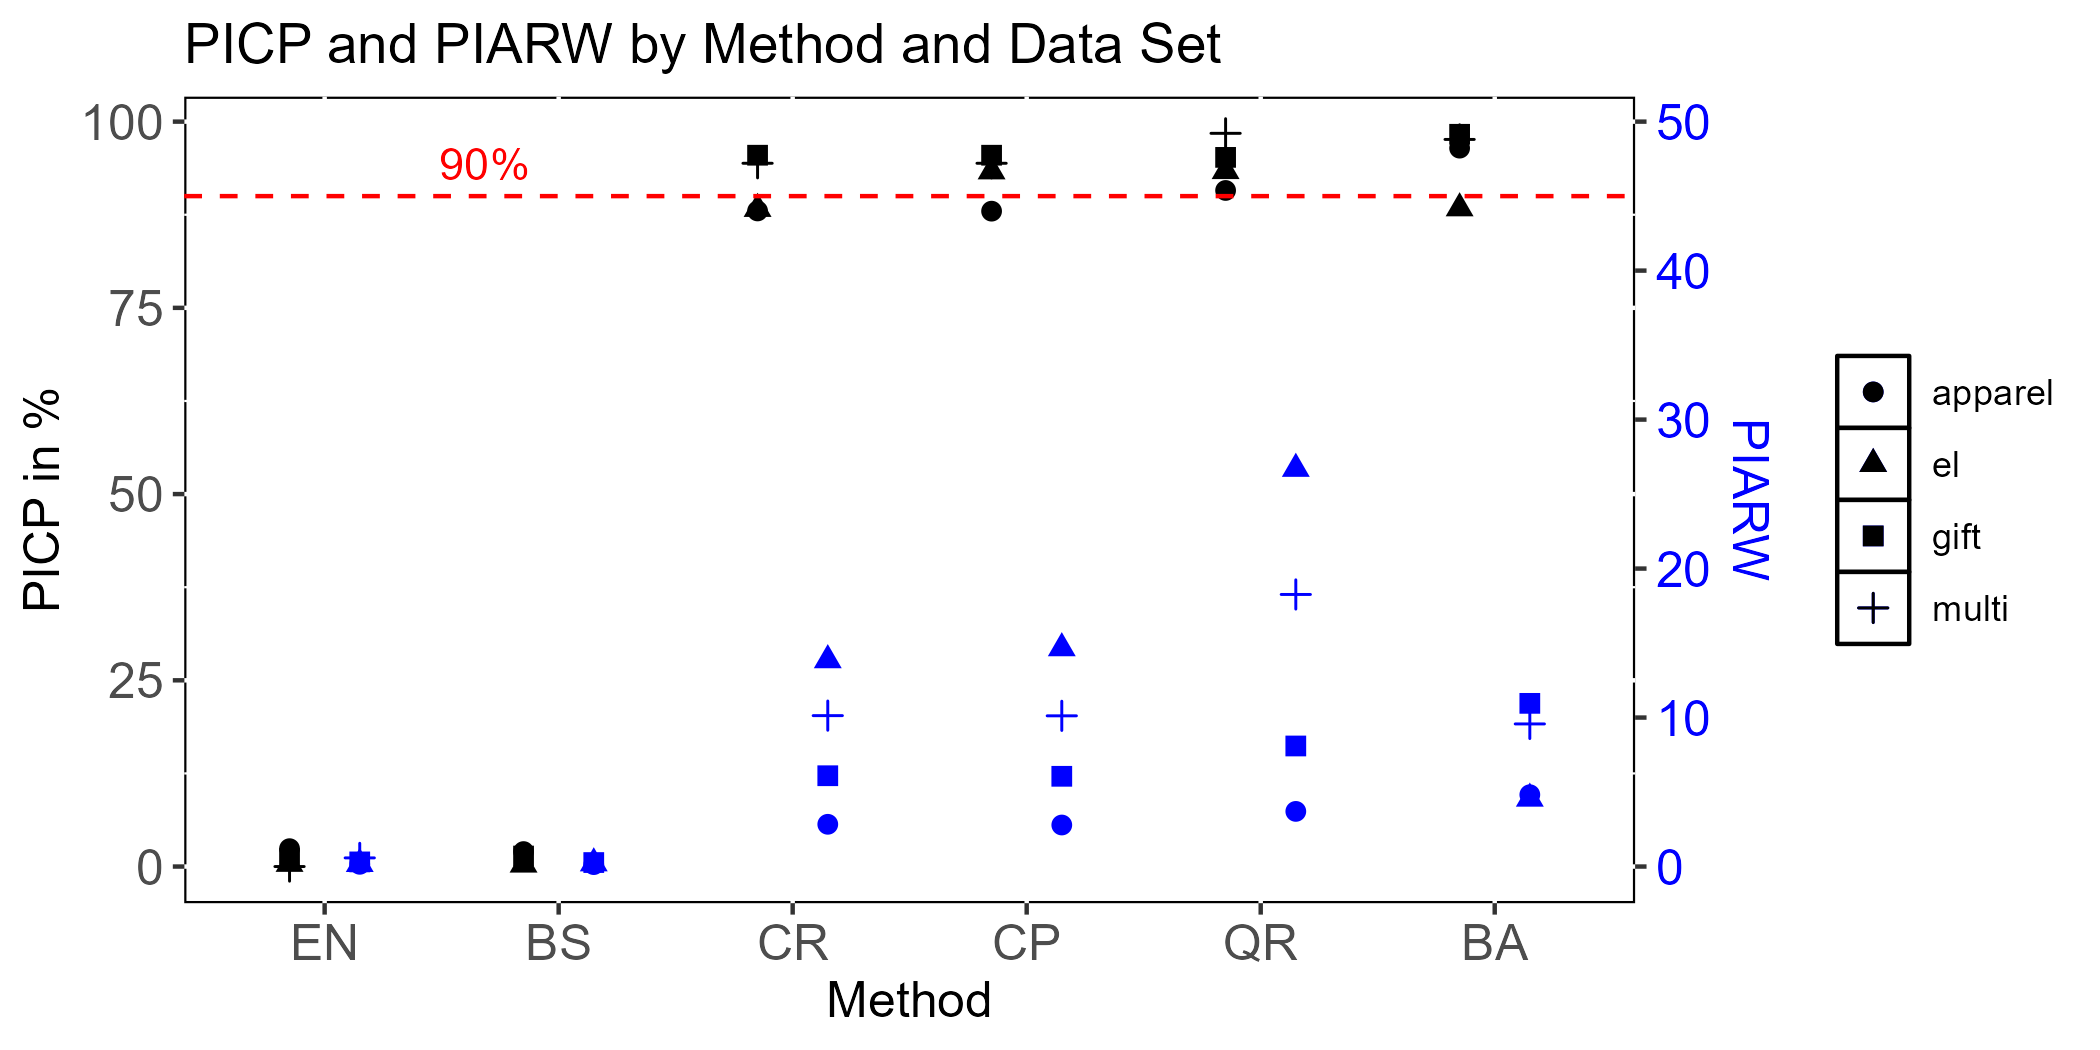 PICP and PIARW by Method and Data Set
PICP in %
100
75
50
25
0
90%
50
40
30
20
10
0
PIARW
EN
BS
CR
CP
QR
BA
Method
apparel
el
gift
multi